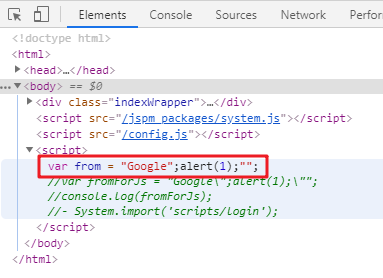 Elements Console Sources Network
<!doctype html>
<html>
<head>…</head>
<body> == $0
<div class="indexWrapper">…</div>
<script src="/jspm_packages/system.js"></script>
<script src="/config.js"></script>
<script>
var from = "Google";alert(1);"";
//var fromForJs = "Google\";alert(1);\"";
//console.log(fromForJs);
//- System.import('scripts/login');
</script>
</body>
</html>